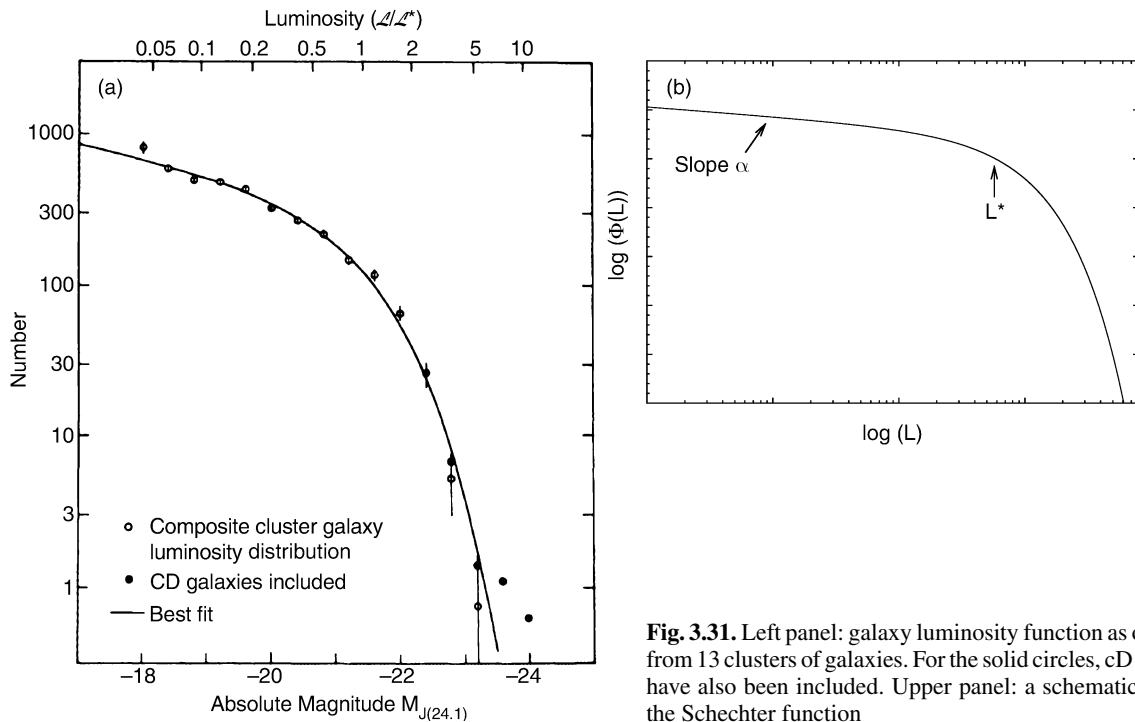 Luminosity (ℒ/ℒ*)
0.05 0.1 0.2 0.5 1 2 5 10
(a)
1000
300
100
30
10
3
1
Number
Composite cluster galaxy
luminosity distribution
CD galaxies included
Best fit
−18 −20 −22 −24
Absolute Magnitude M_J(24.1)
(b)
Slope α
L*
log (Φ(L))
log (L)
Fig. 3.31. Left panel: galaxy luminosity function as
from 13 clusters of galaxies. For the solid circles, cD
have also been included. Upper panel: a schematic
the Schechter function